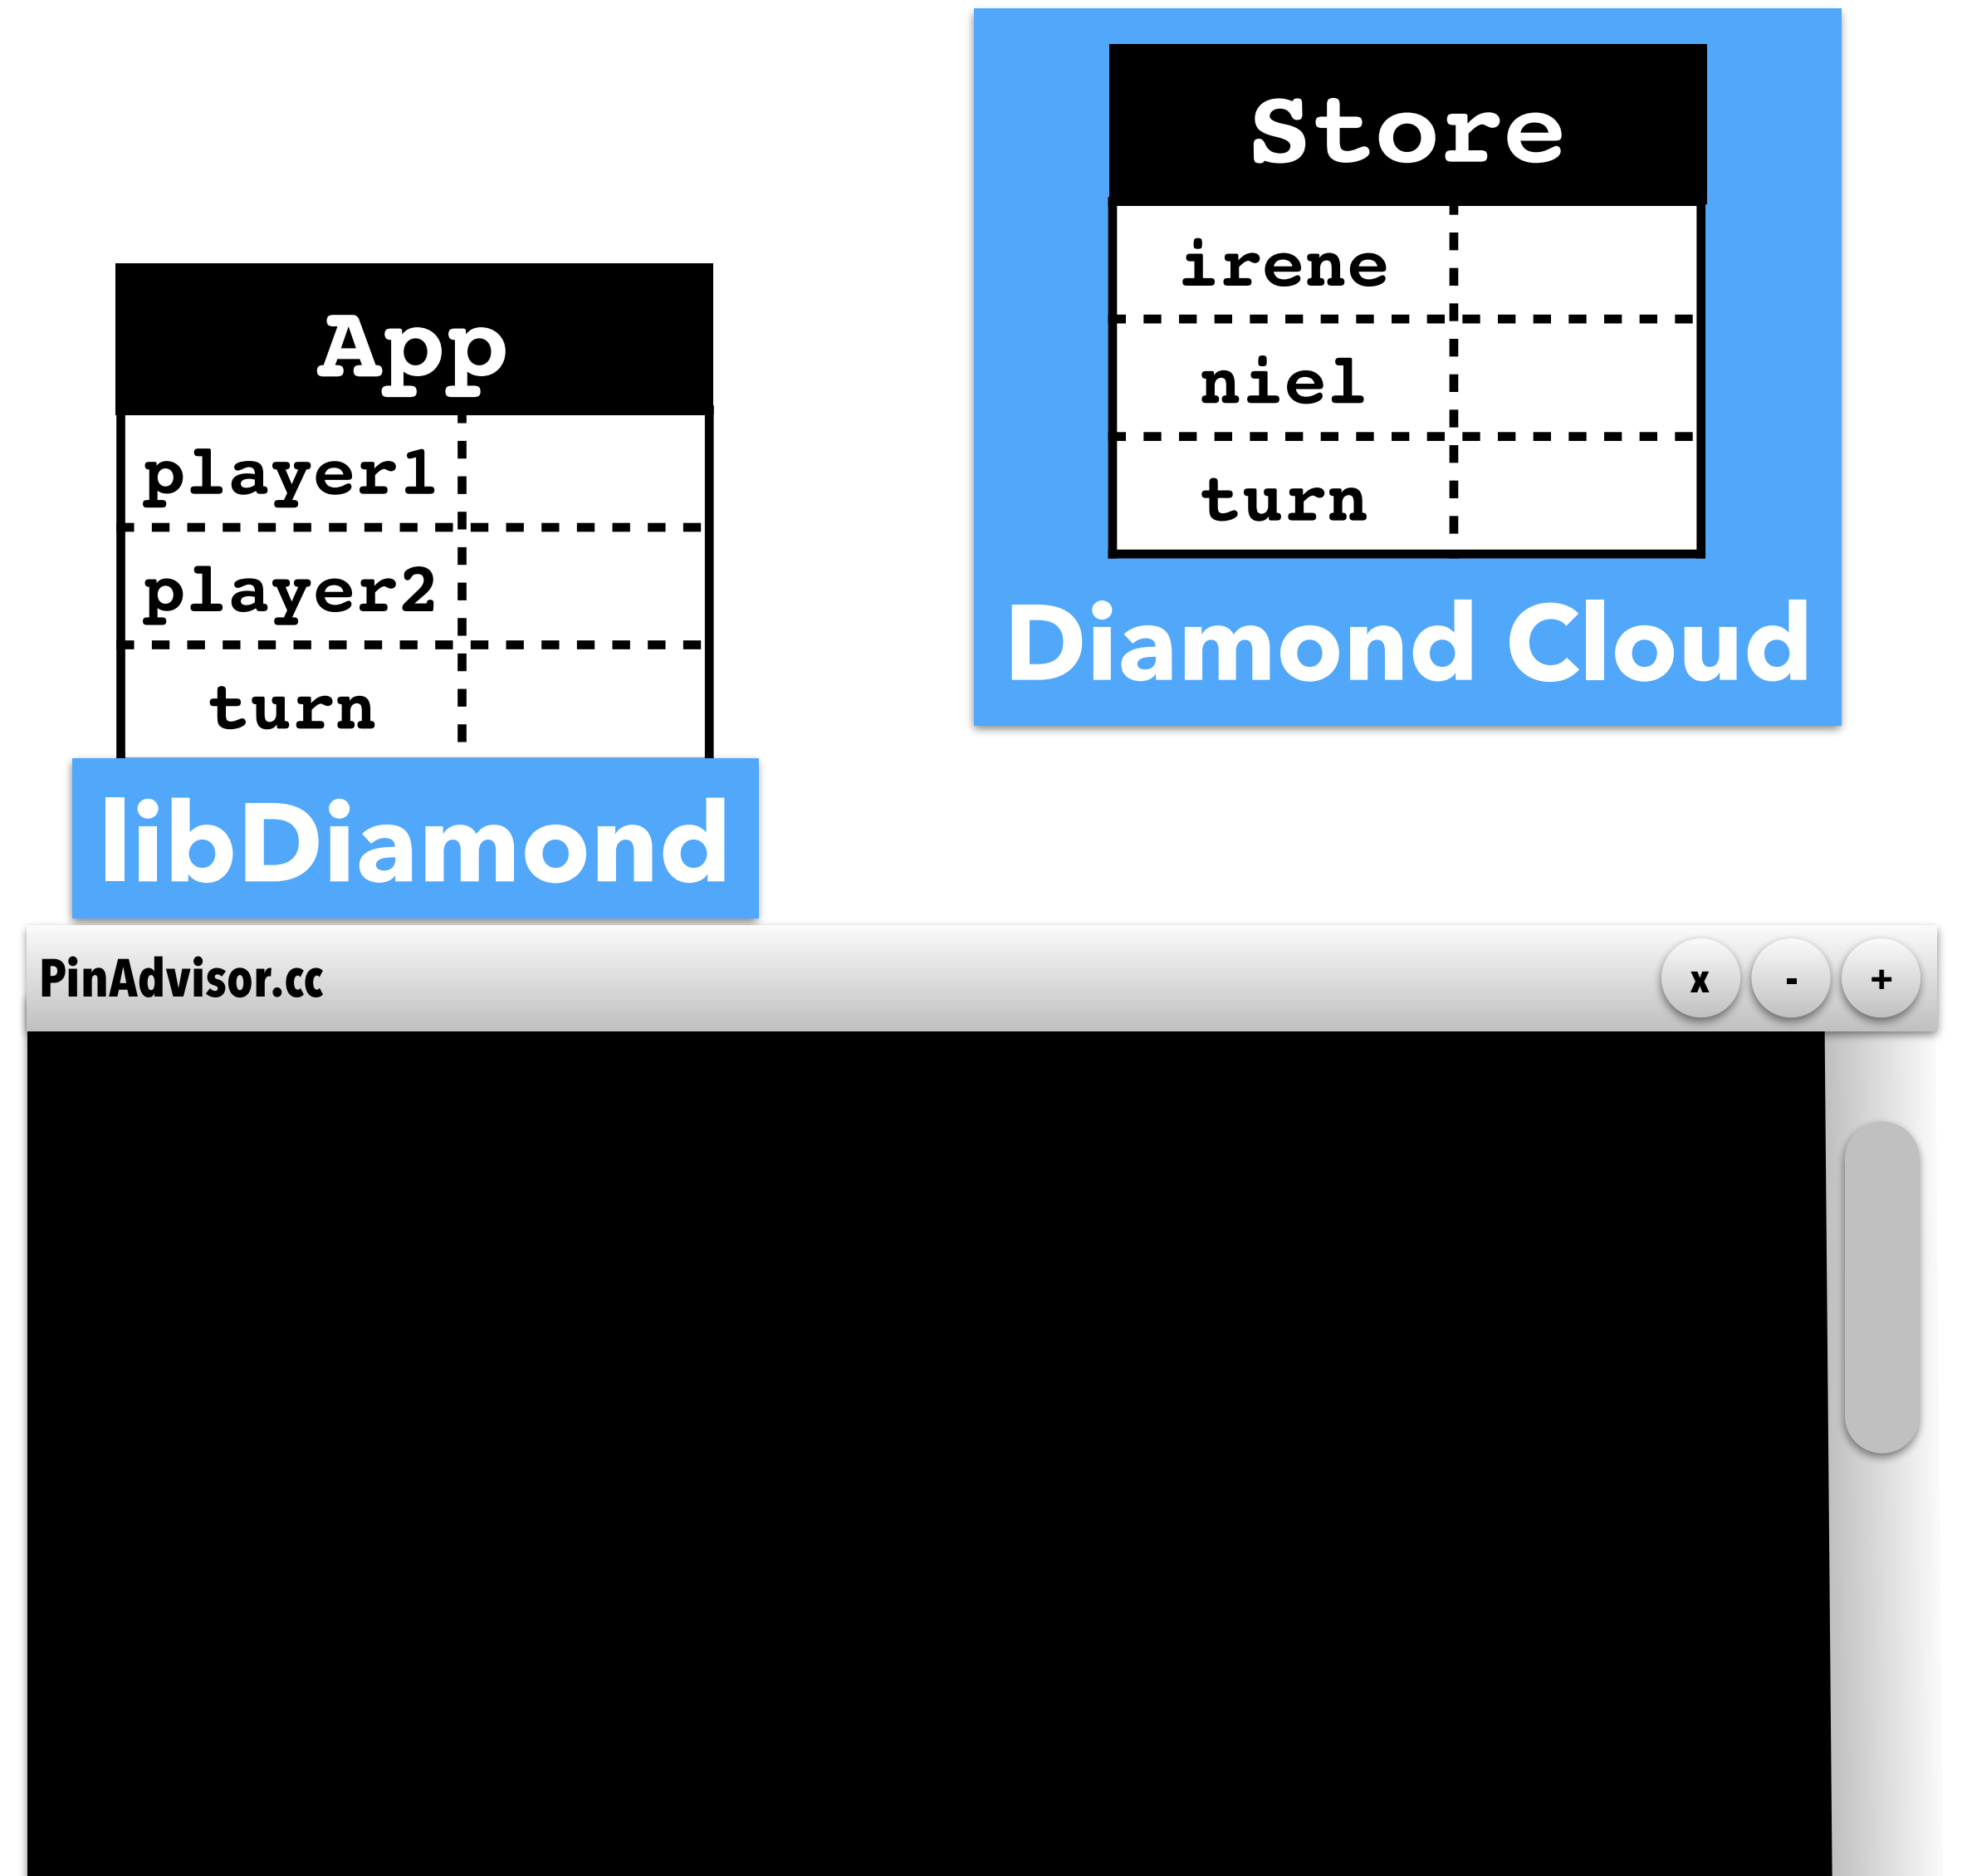 App
player1
player2
turn
libDiamond
Store
irene
niel
turn
Diamond Cloud
PinAdvisor.cc
x - +